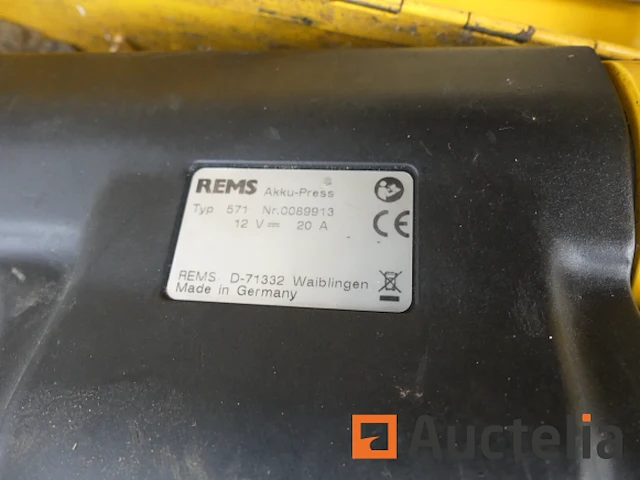 REMS Akku-Press
Typ 571 Nr.0089913
12 V⎓ 20 A
CE
REMS D-71332 Waiblingen
Made in Germany
Auctelia